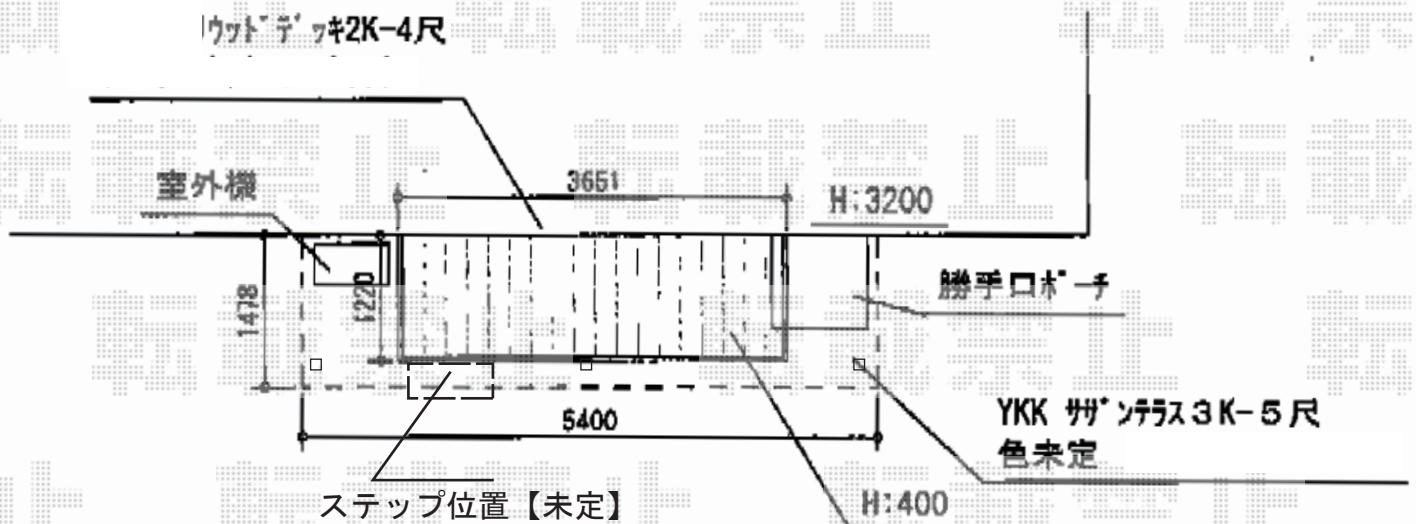 ウッドデッキ2K-4尺
室外機
3651
H:3200
1478
1220
勝手口ポーチ
5400
YKK サザンテラス3K-5尺
色未定
H:400
ステップ位置【未定】